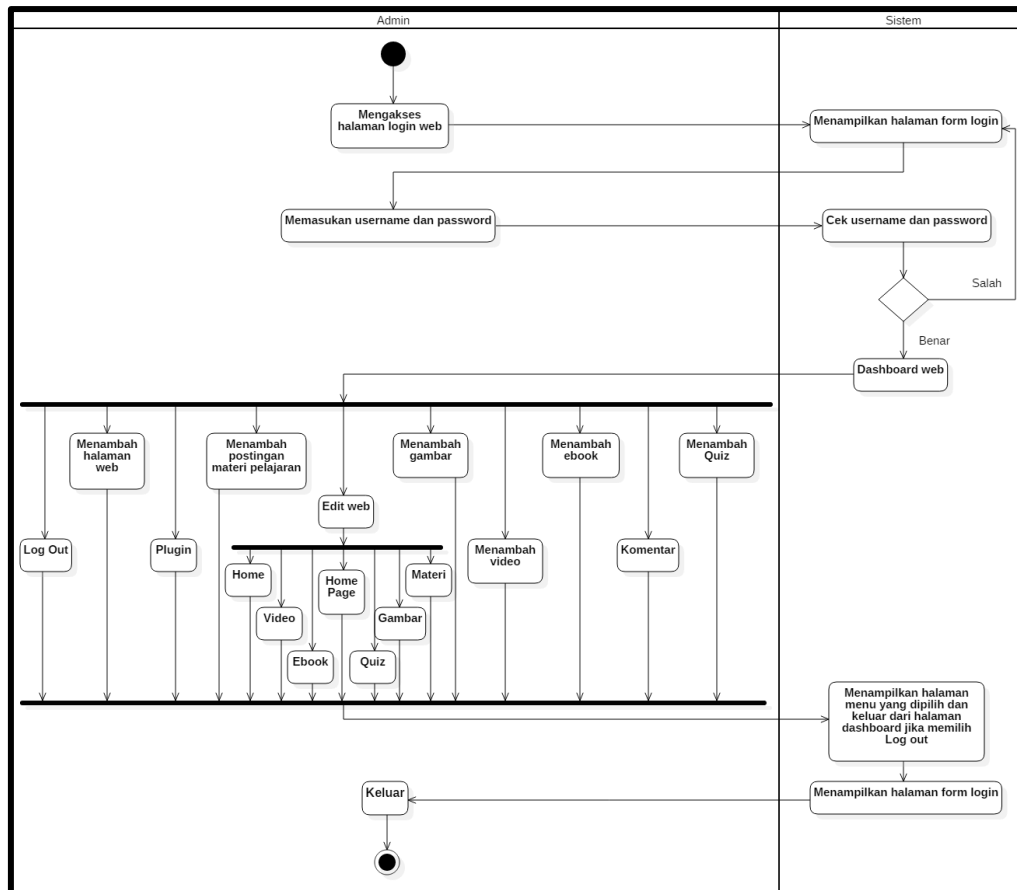 Admin
Sistem
Mengakses
halaman login web
Menampilkan halaman form login
Memasukan username dan password
Cek username dan password
Salah
Benar
Dashboard web
Menambah
halaman
web
Menambah
postingan
materi pelajaran
Menambah
gambar
Menambah
ebook
Menambah
Quiz
Edit web
Log Out
Plugin
Menambah
video
Komentar
Home
Home
Page
Materi
Video
Gambar
Ebook
Quiz
Menampilkan halaman
menu yang dipilih dan
keluar dari halaman
dashboard jika memilih
Log out
Keluar
Menampilkan halaman form login